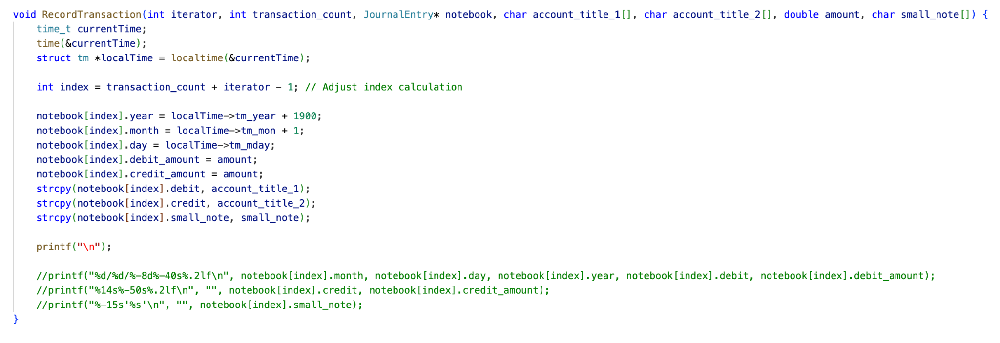 void RecordTransaction(int iterator, int transaction_count, JournalEntry* notebook, char account_title_1[], char account_title_2[], double amount, char small_note[]) {
time_t currentTime;
time(&currentTime);
struct tm *localTime = localtime(&currentTime);
int index = transaction_count + iterator - 1; // Adjust index calculation
notebook[index].year = localTime->tm_year + 1900;
notebook[index].month = localTime->tm_mon + 1;
notebook[index].day = localTime->tm_mday;
notebook[index].debit_amount = amount;
notebook[index].credit_amount = amount;
strcpy(notebook[index].debit, account_title_1);
strcpy(notebook[index].credit, account_title_2);
strcpy(notebook[index].small_note, small_note);
printf("\n");
//printf("%d/%d/%-8d%-40s%.2lf\n", notebook[index].month, notebook[index].day, notebook[index].year, notebook[index].debit, notebook[index].debit_amount);
//printf("%14s%-50s%.2lf\n", "", notebook[index].credit, notebook[index].credit_amount);
//printf("%-15s'%s'\n", "", notebook[index].small_note);
}